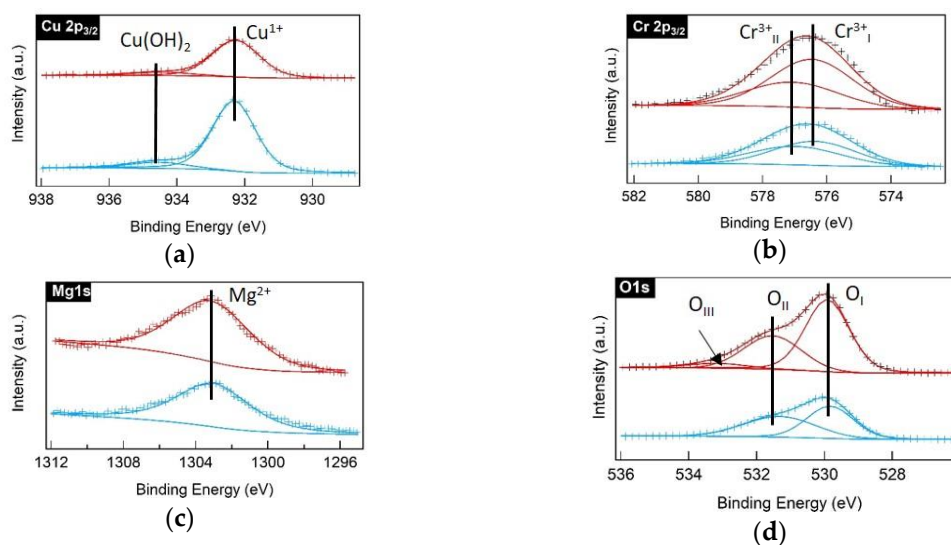 Cu 2p3/2
Cu(OH)2
Cu1+
Intensity (a.u.)
938 936 934 932 930
Binding Energy (eV)
(a)
Cr 2p3/2
Cr3+II
Cr3+I
Intensity (a.u.)
582 580 578 576 574
Binding Energy (eV)
(b)
Mg1s
Mg2+
Intensity (a.u.)
1312 1308 1304 1300 1296
Binding Energy (eV)
(c)
O1s
OIII
OII
OI
Intensity (a.u.)
536 534 532 530 528
Binding Energy (eV)
(d)